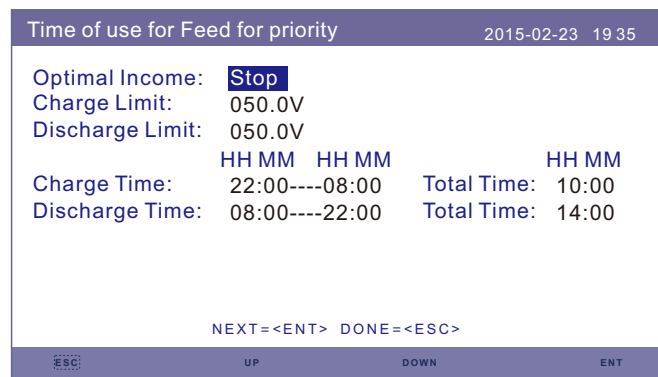 Time of use for Feed for priority 2015-02-23 19 35
Optimal Income: Stop
Charge Limit: 050.0V
Discharge Limit: 050.0V
HH MM HH MM HH MM
Charge Time: 22:00----08:00 Total Time: 10:00
Discharge Time: 08:00----22:00 Total Time: 14:00
NEXT=<ENT> DONE=<ESC>
ESC UP DOWN ENT